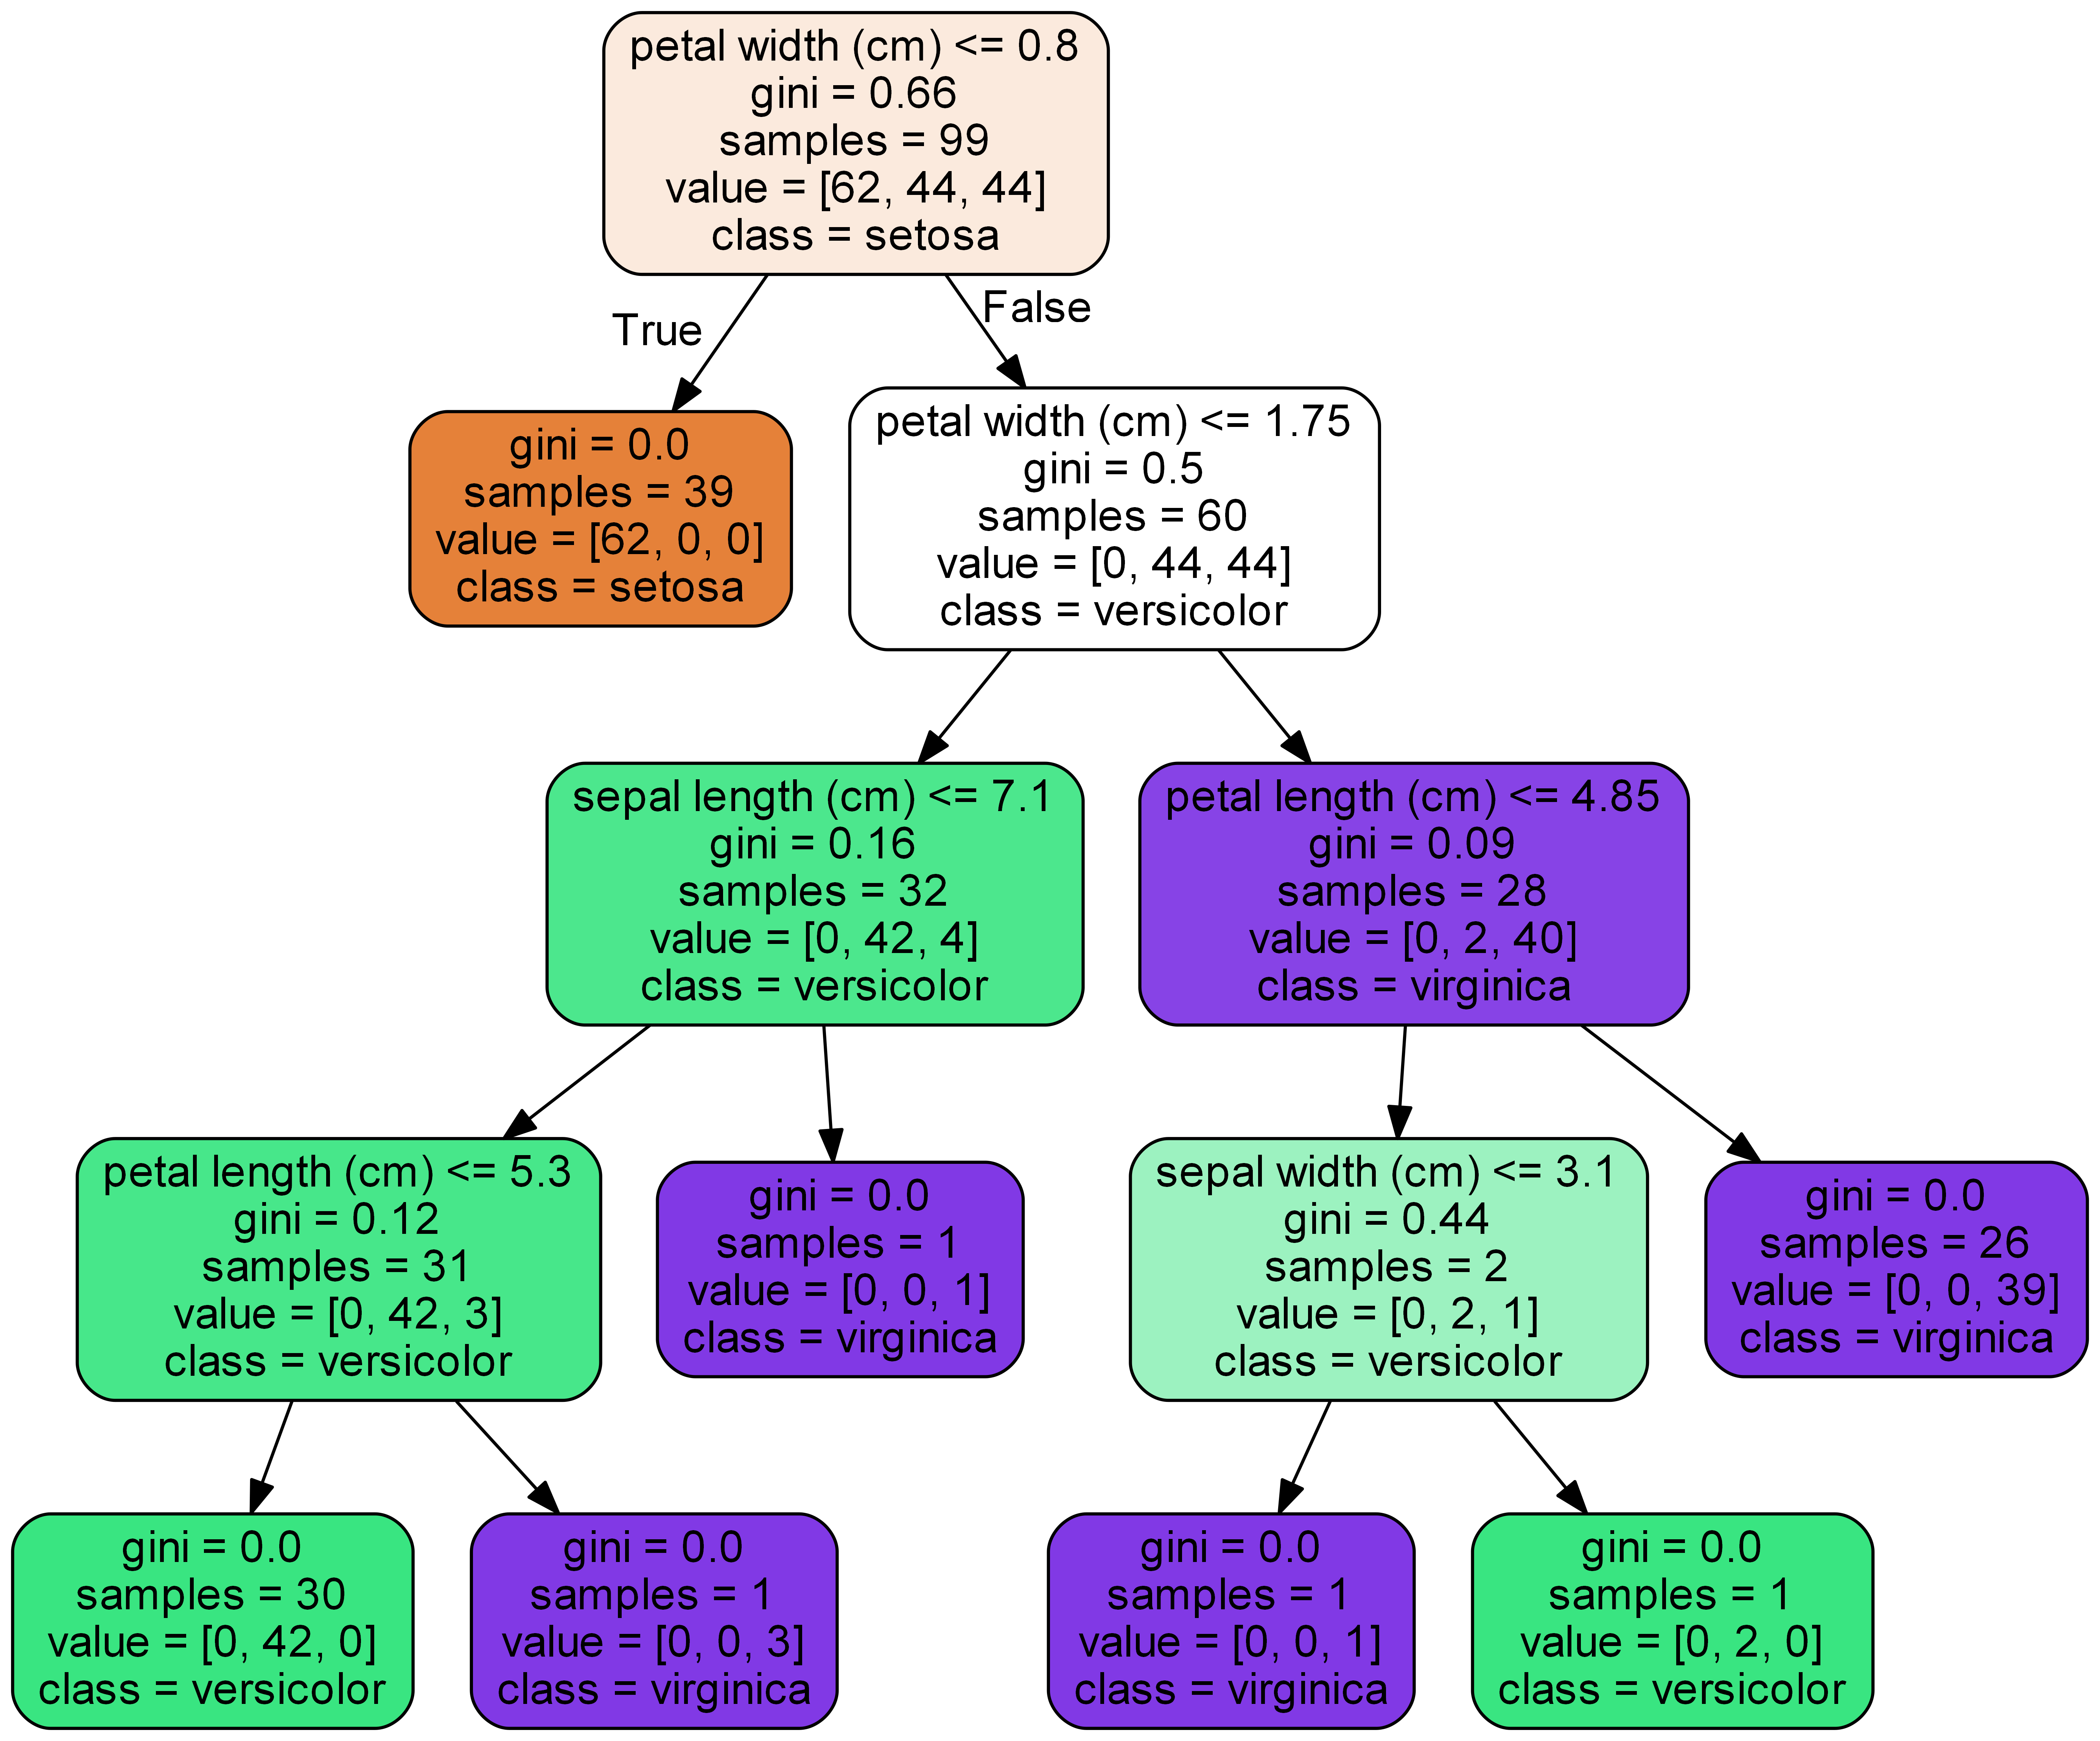 petal width (cm) <= 0.8
gini = 0.66
samples = 99
value = [62, 44, 44]
class = setosa
True
False
gini = 0.0
samples = 39
value = [62, 0, 0]
class = setosa
petal width (cm) <= 1.75
gini = 0.5
samples = 60
value = [0, 44, 44]
class = versicolor
sepal length (cm) <= 7.1
gini = 0.16
samples = 32
value = [0, 42, 4]
class = versicolor
petal length (cm) <= 4.85
gini = 0.09
samples = 28
value = [0, 2, 40]
class = virginica
petal length (cm) <= 5.3
gini = 0.12
samples = 31
value = [0, 42, 3]
class = versicolor
gini = 0.0
samples = 1
value = [0, 0, 1]
class = virginica
sepal width (cm) <= 3.1
gini = 0.44
samples = 2
value = [0, 2, 1]
class = versicolor
gini = 0.0
samples = 26
value = [0, 0, 39]
class = virginica
gini = 0.0
samples = 30
value = [0, 42, 0]
class = versicolor
gini = 0.0
samples = 1
value = [0, 0, 3]
class = virginica
gini = 0.0
samples = 1
value = [0, 0, 1]
class = virginica
gini = 0.0
samples = 1
value = [0, 2, 0]
class = versicolor